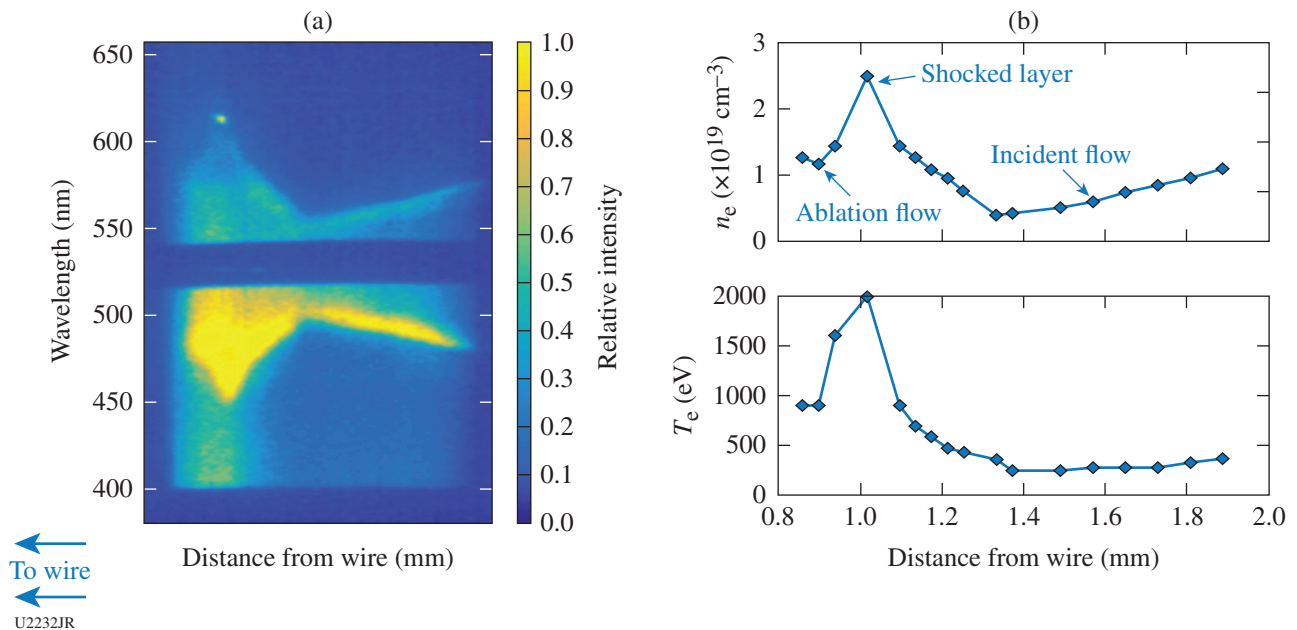 (a)
650
600
550
500
450
400
Wavelength (nm)
Distance from wire (mm)
1.0
0.9
0.8
0.7
0.6
0.5
0.4
0.3
0.2
0.1
0.0
Relative intensity
To wire
U2232JR
(b)
3
2
1
0
nₑ (×10¹⁹ cm⁻³)
Shocked layer
Incident flow
Ablation flow
2000
1500
1000
500
0
Tₑ (eV)
0.8 1.0 1.2 1.4 1.6 1.8 2.0
Distance from wire (mm)